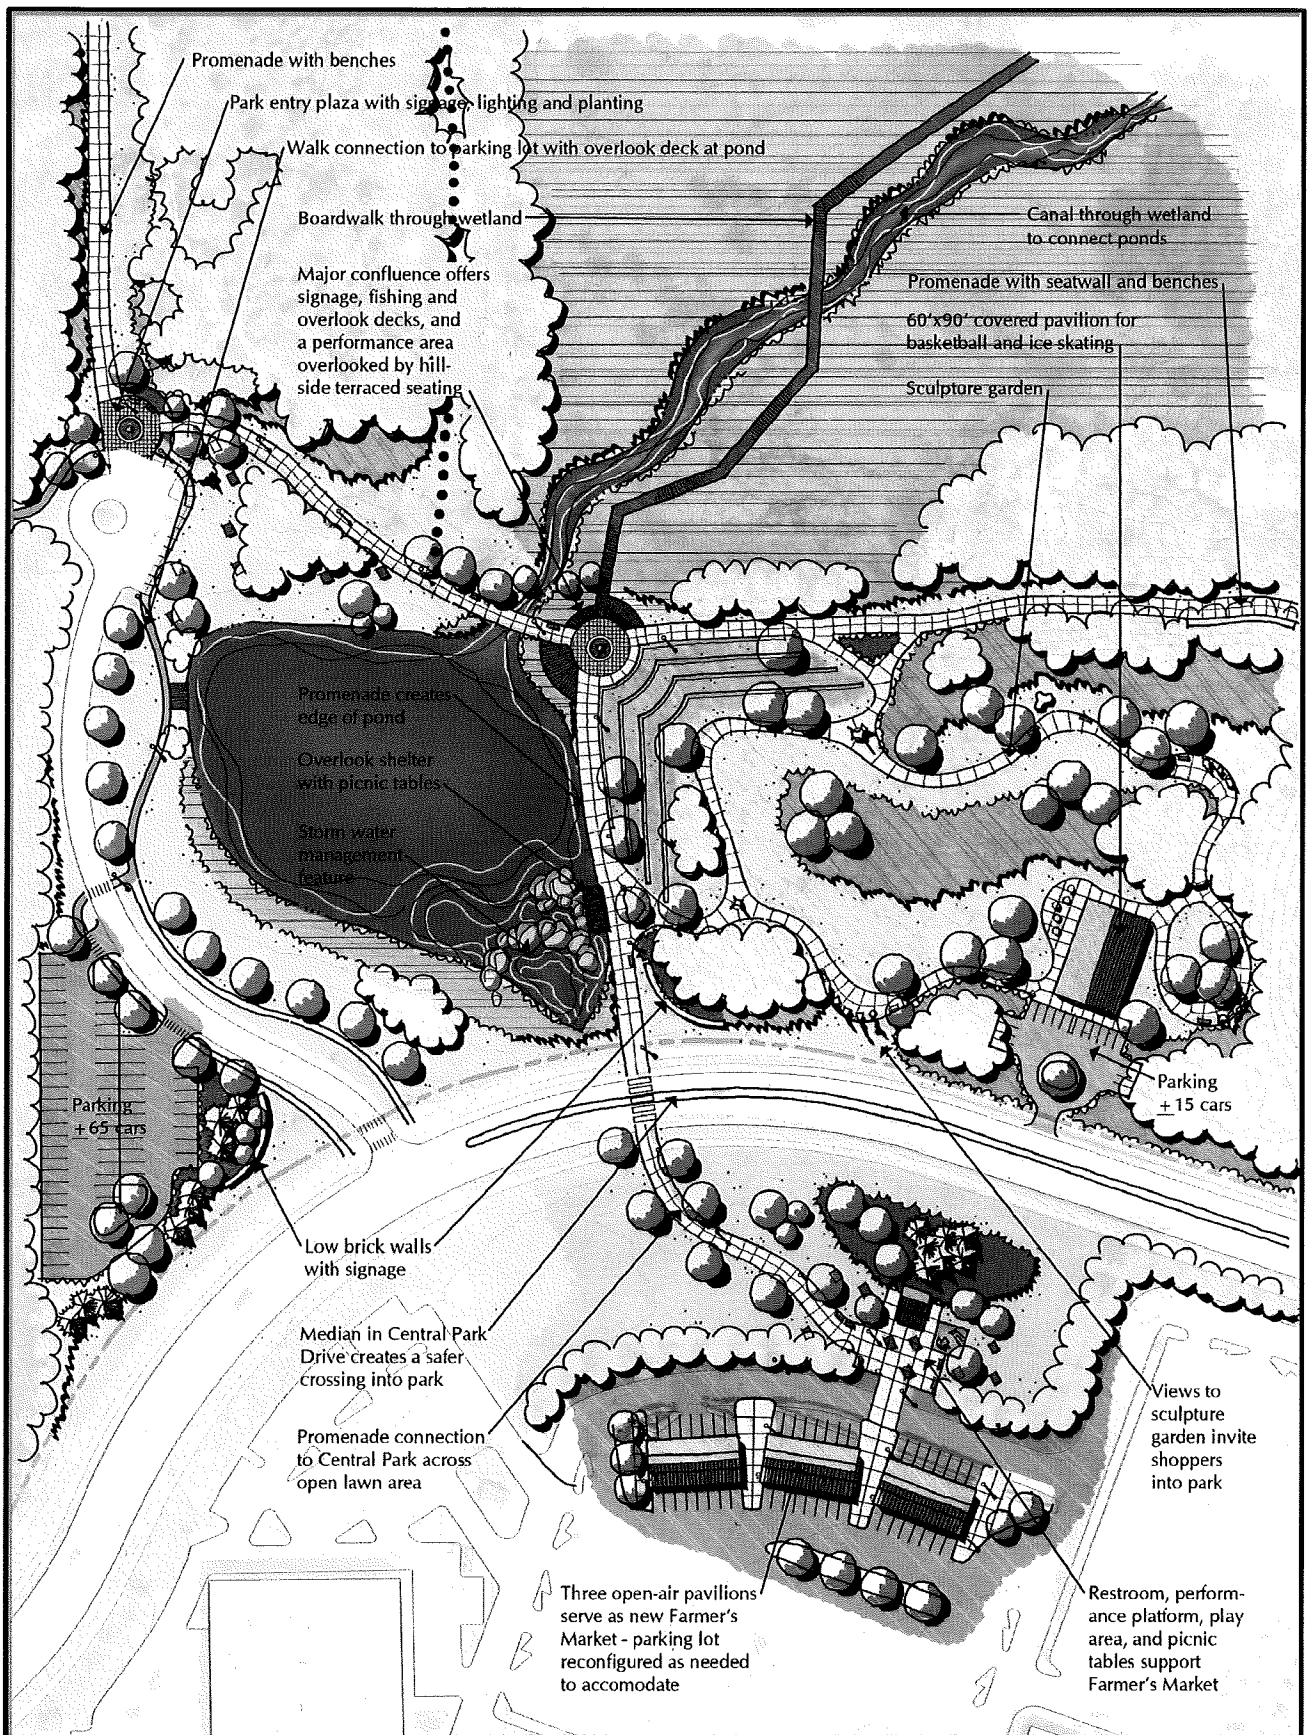 Promenade with benches
Park entry plaza with signage, lighting and planting
Walk connection to parking lot with overlook deck at pond
Boardwalk through wetland
Canal through wetland
to connect ponds
Major confluence offers
signage, fishing and
overlook decks, and
a performance area
overlooked by hill-
side terraced seating
Promenade with seatwall and benches
60'x90' covered pavilion for
basketball and ice skating
Sculpture garden
Promenade creates
edge of pond
Overlook shelter
with picnic tables
Storm water
management
feature
Parking
+65 cars
Parking
+15 cars
Low brick walls
with signage
Median in Central Park
Drive creates a safer
crossing into park
Promenade connection
to Central Park across
open lawn area
Views to
sculpture
garden invite
shoppers
into park
Three open-air pavilions
serve as new Farmer's
Market - parking lot
reconfigured as needed
to accomodate
Restroom, perform-
ance platform, play
area, and picnic
tables support
Farmer's Market